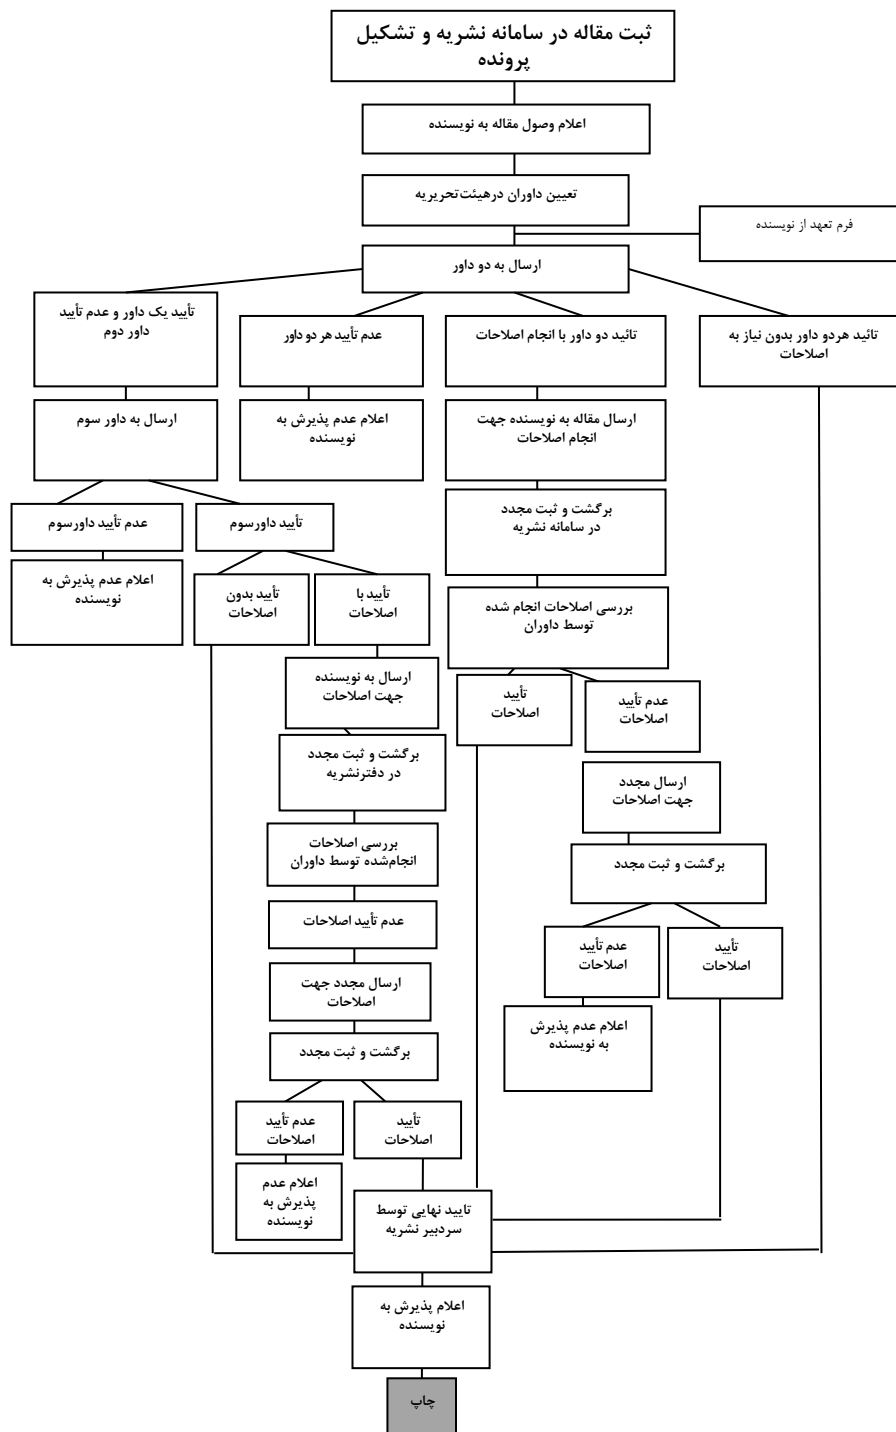 ثبت مقاله در سامانه نشریه و تشکیل
پرونده
اعلام وصول مقاله به نویسنده
تعیین داوران درهیئت‌تحریریه
فرم تعهد از نویسنده
ارسال به دو داور
تائید هردو داور بدون نیاز به
اصلاحات
تائید دو داور با انجام اصلاحات
عدم تأیید هر دو داور
تأیید یک داور و عدم تأیید
داور دوم
ارسال مقاله به نویسنده جهت
انجام اصلاحات
اعلام عدم پذیرش به
نویسنده
ارسال به داور سوم
برگشت و ثبت مجدد
در سامانه نشریه
تأیید داورسوم
عدم تأیید داورسوم
اعلام عدم پذیرش به
نویسنده
بررسی اصلاحات انجام شده
توسط داوران
تأیید با
اصلاحات
تأیید بدون
اصلاحات
ارسال به نویسنده
جهت اصلاحات
عدم تأیید
اصلاحات
تأیید
اصلاحات
برگشت و ثبت مجدد
در دفترنشریه
ارسال مجدد
جهت اصلاحات
بررسی اصلاحات
انجام‌شده توسط داوران
برگشت و ثبت مجدد
عدم تأیید اصلاحات
تأیید
اصلاحات
عدم تأیید
اصلاحات
ارسال مجدد جهت
اصلاحات
اعلام عدم پذیرش
به نویسنده
برگشت و ثبت مجدد
تأیید
اصلاحات
عدم تأیید
اصلاحات
اعلام عدم
پذیرش به
نویسنده
تایید نهایی توسط
سردبیر نشریه
اعلام پذیرش به
نویسنده
چاپ